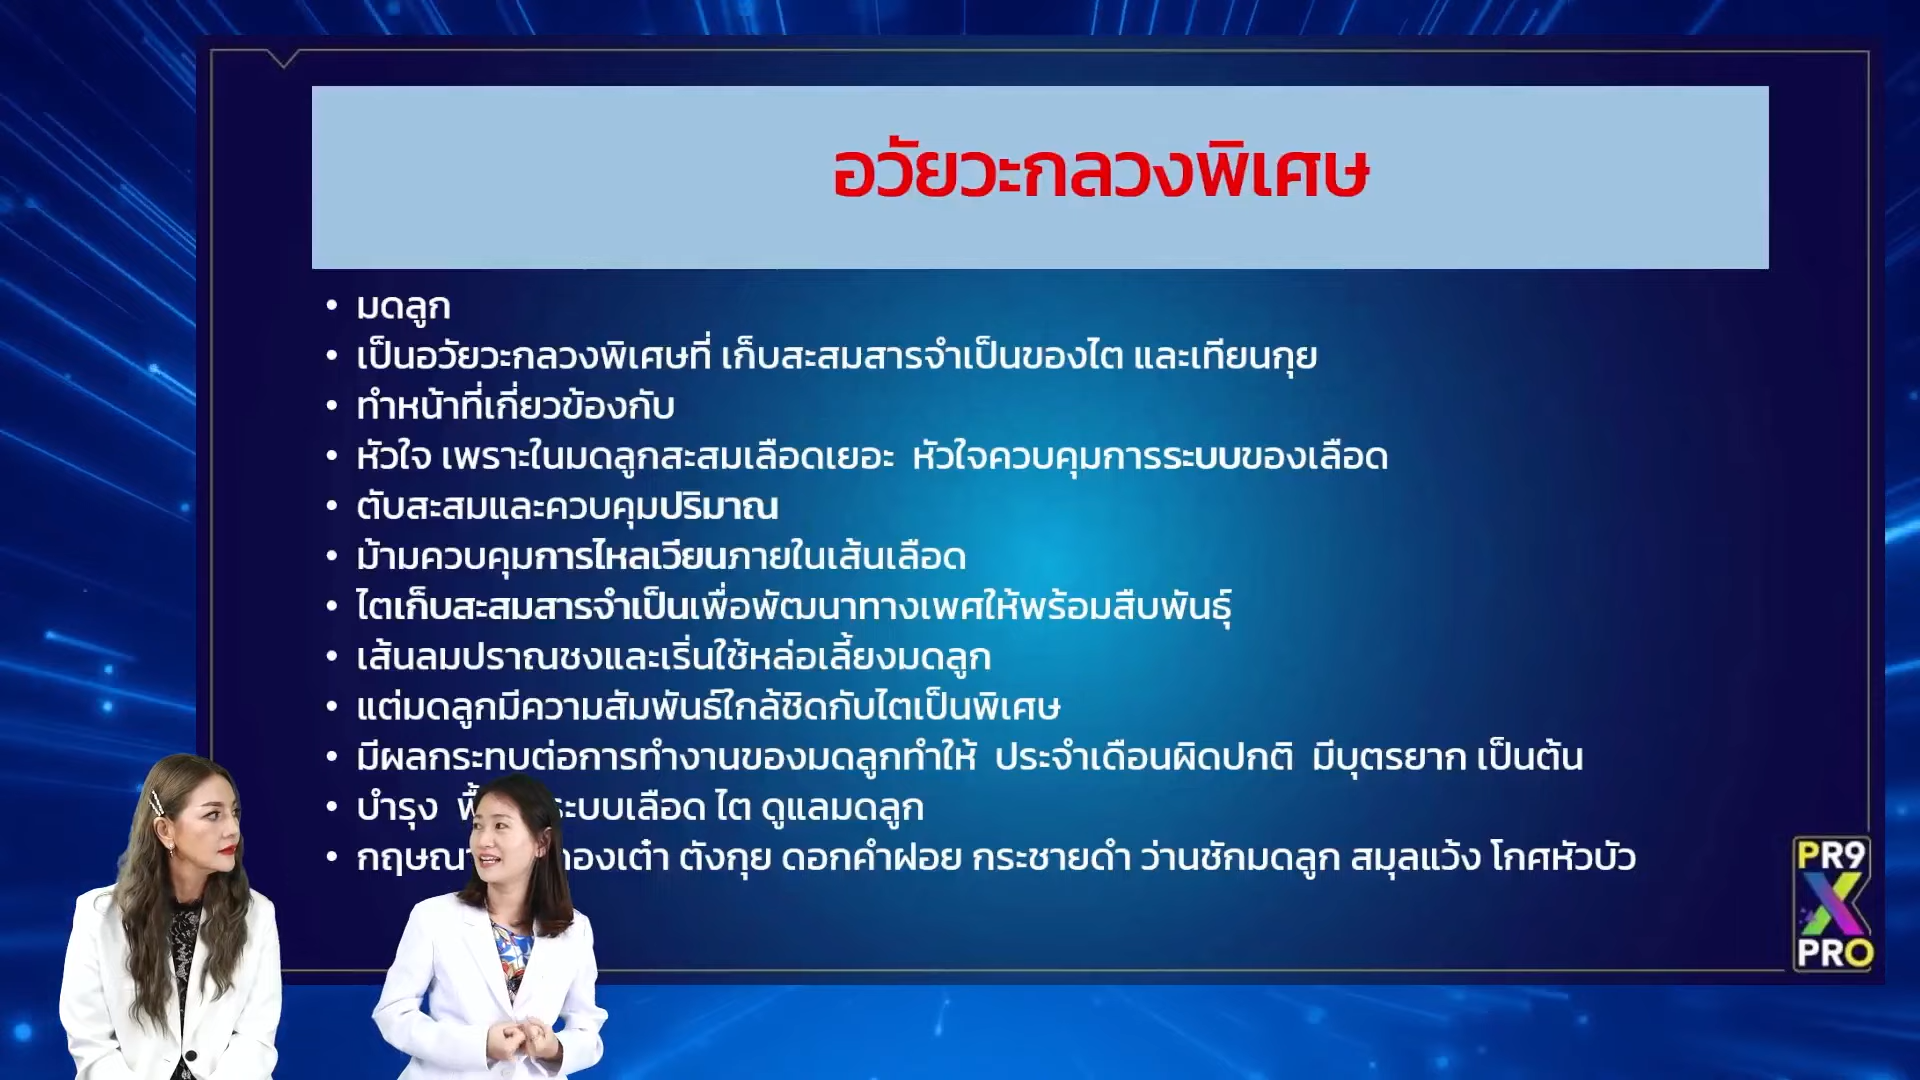 อวัยวะกลวงพิเศษ
• มดลูก
• เป็นอวัยวะกลวงพิเศษที่ เก็บสะสมสารจำเป็นของไต และเทียนกุย
• ทำหน้าที่เกี่ยวข้องกับ
• หัวใจ เพราะในมดลูกสะสมเลือดเยอะ หัวใจควบคุมการระบบของเลือด
• ตับสะสมและควบคุมปริมาณ
• ม้ามควบคุมการไหลเวียนภายในเส้นเลือด
• ไตเก็บสะสมสารจำเป็นเพื่อพัฒนาทางเพศให้พร้อมสืบพันธุ์
• เส้นลมปราณชงและเริ่นใช้หล่อเลี้ยงมดลูก
• แต่มดลูกมีความสัมพันธ์ใกล้ชิดกับไตเป็นพิเศษ
• มีผลกระทบต่อการทำงานของมดลูกทำให้ ประจำเดือนผิดปกติ มีบุตรยาก เป็นต้น
• บำรุง ระบบเลือด ไต ดูแลมดลูก
• ตังกุย ดอกคำฝอย กระชายดำ ว่านชักมดลูก สมุลแว้ง โกศหัวบัว
PR9
X
PRO